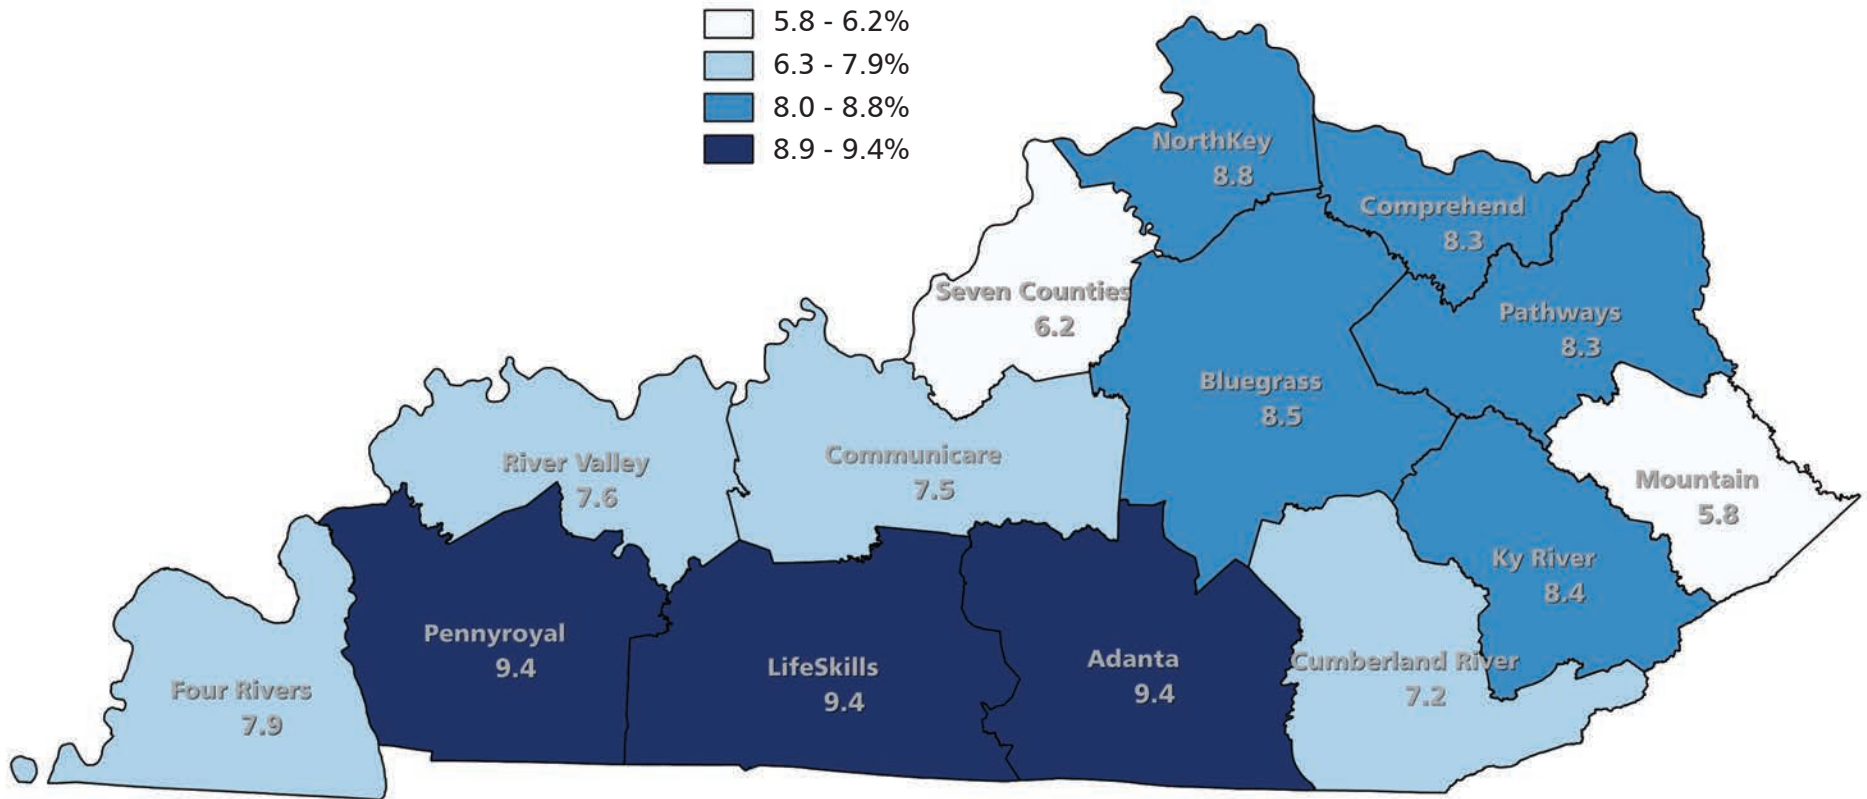 5.8 - 6.2%
6.3 - 7.9%
8.0 - 8.8%
8.9 - 9.4%
NorthKey
8.8
Comprehend
8.3
Seven Counties
6.2
Pathways
8.3
Bluegrass
8.5
River Valley
7.6
Communicare
7.5
Mountain
5.8
Ky River
8.4
Pennyroyal
9.4
LifeSkills
9.4
Adanta
9.4
Cumberland River
7.2
Four Rivers
7.9